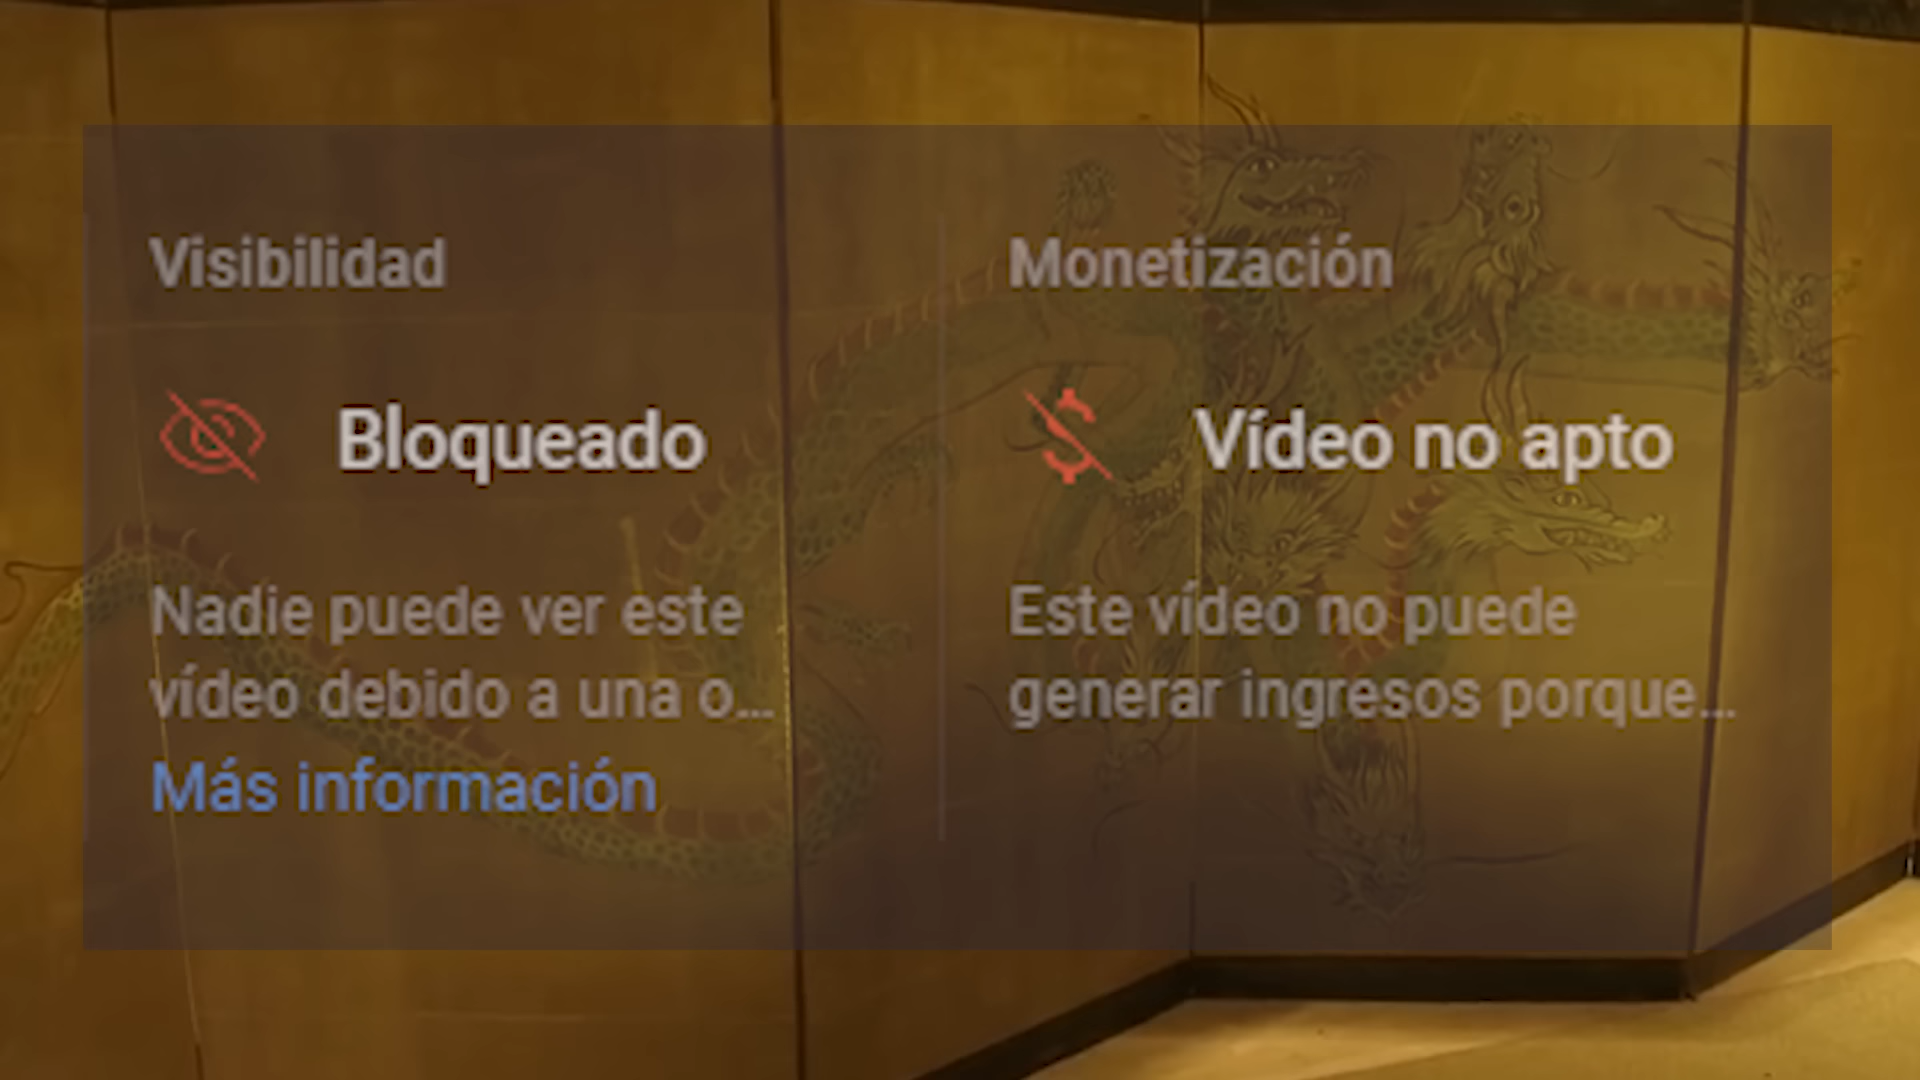 Visibilidad
Bloqueado
Nadie puede ver este
vídeo debido a una o...
Más información
Monetización
Vídeo no apto
Este vídeo no puede
generar ingresos porque...